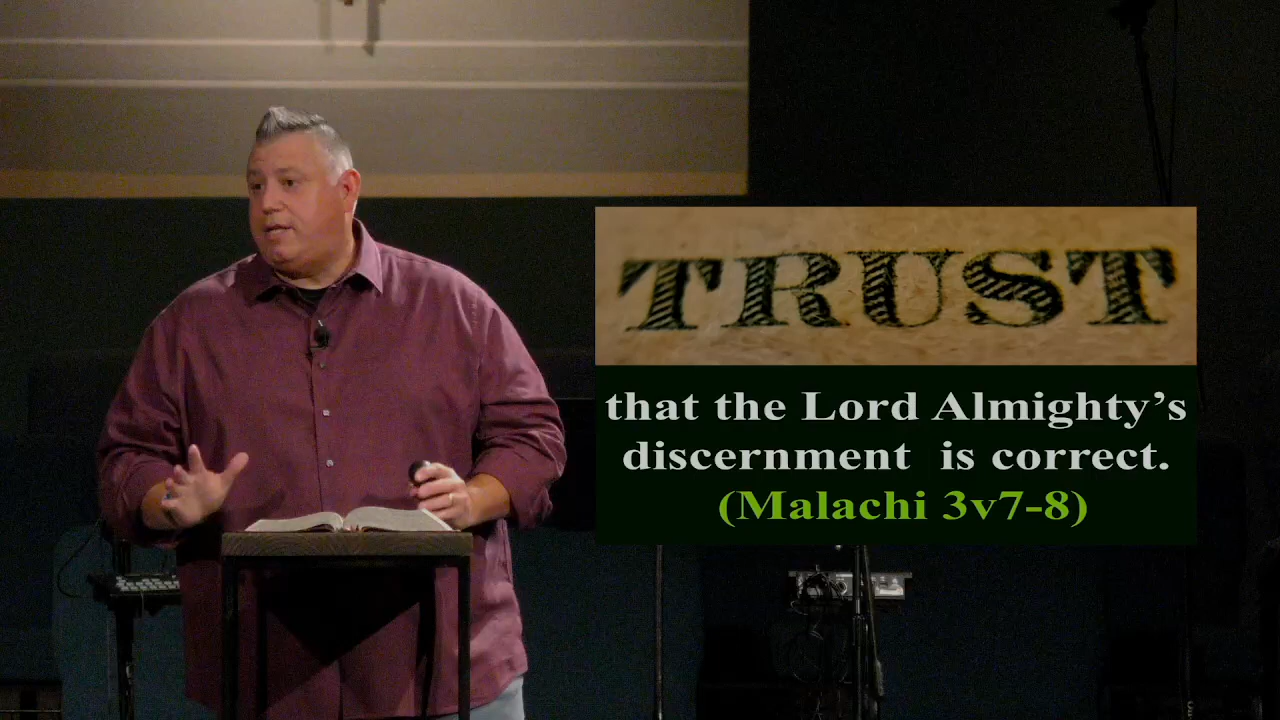 TRUST
that the Lord Almighty’s
discernment  is correct.
(Malachi 3v7-8)